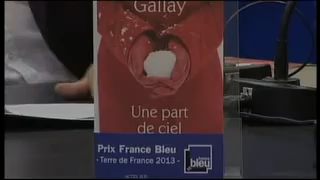 Gallay
Une part
de ciel
Prix France Bleu
- Terre de France 2013 -
bleu